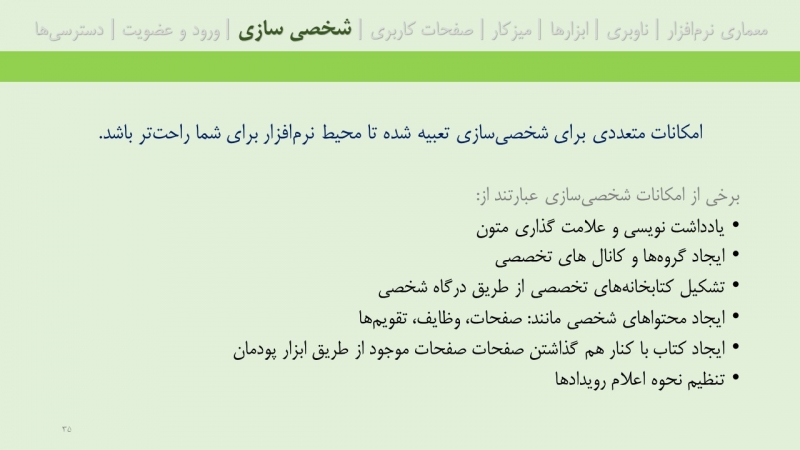 معماری نرم‌افزار | ناوبری | ابزارها | میزکار | صفحات کاربری | شخصی سازی | ورود و عضویت | دسترسی‌ها
امکانات متعددی برای شخصی‌سازی تعبیه شده تا محیط نرم‌افزار برای شما راحت‌تر باشد.
برخی از امکانات شخصی‌سازی عبارتند از:
• یادداشت نویسی و علامت گذاری متون
• ایجاد گروه‌ها و کانال های تخصصی
• تشکیل کتابخانه‌های تخصصی از طریق درگاه شخصی
• ایجاد محتواهای شخصی مانند: صفحات، وظایف، تقویم‌ها
• ایجاد کتاب با کنار هم گذاشتن صفحات صفحات موجود از طریق ابزار پودمان
• تنظیم نحوه اعلام رویدادها
۳۵